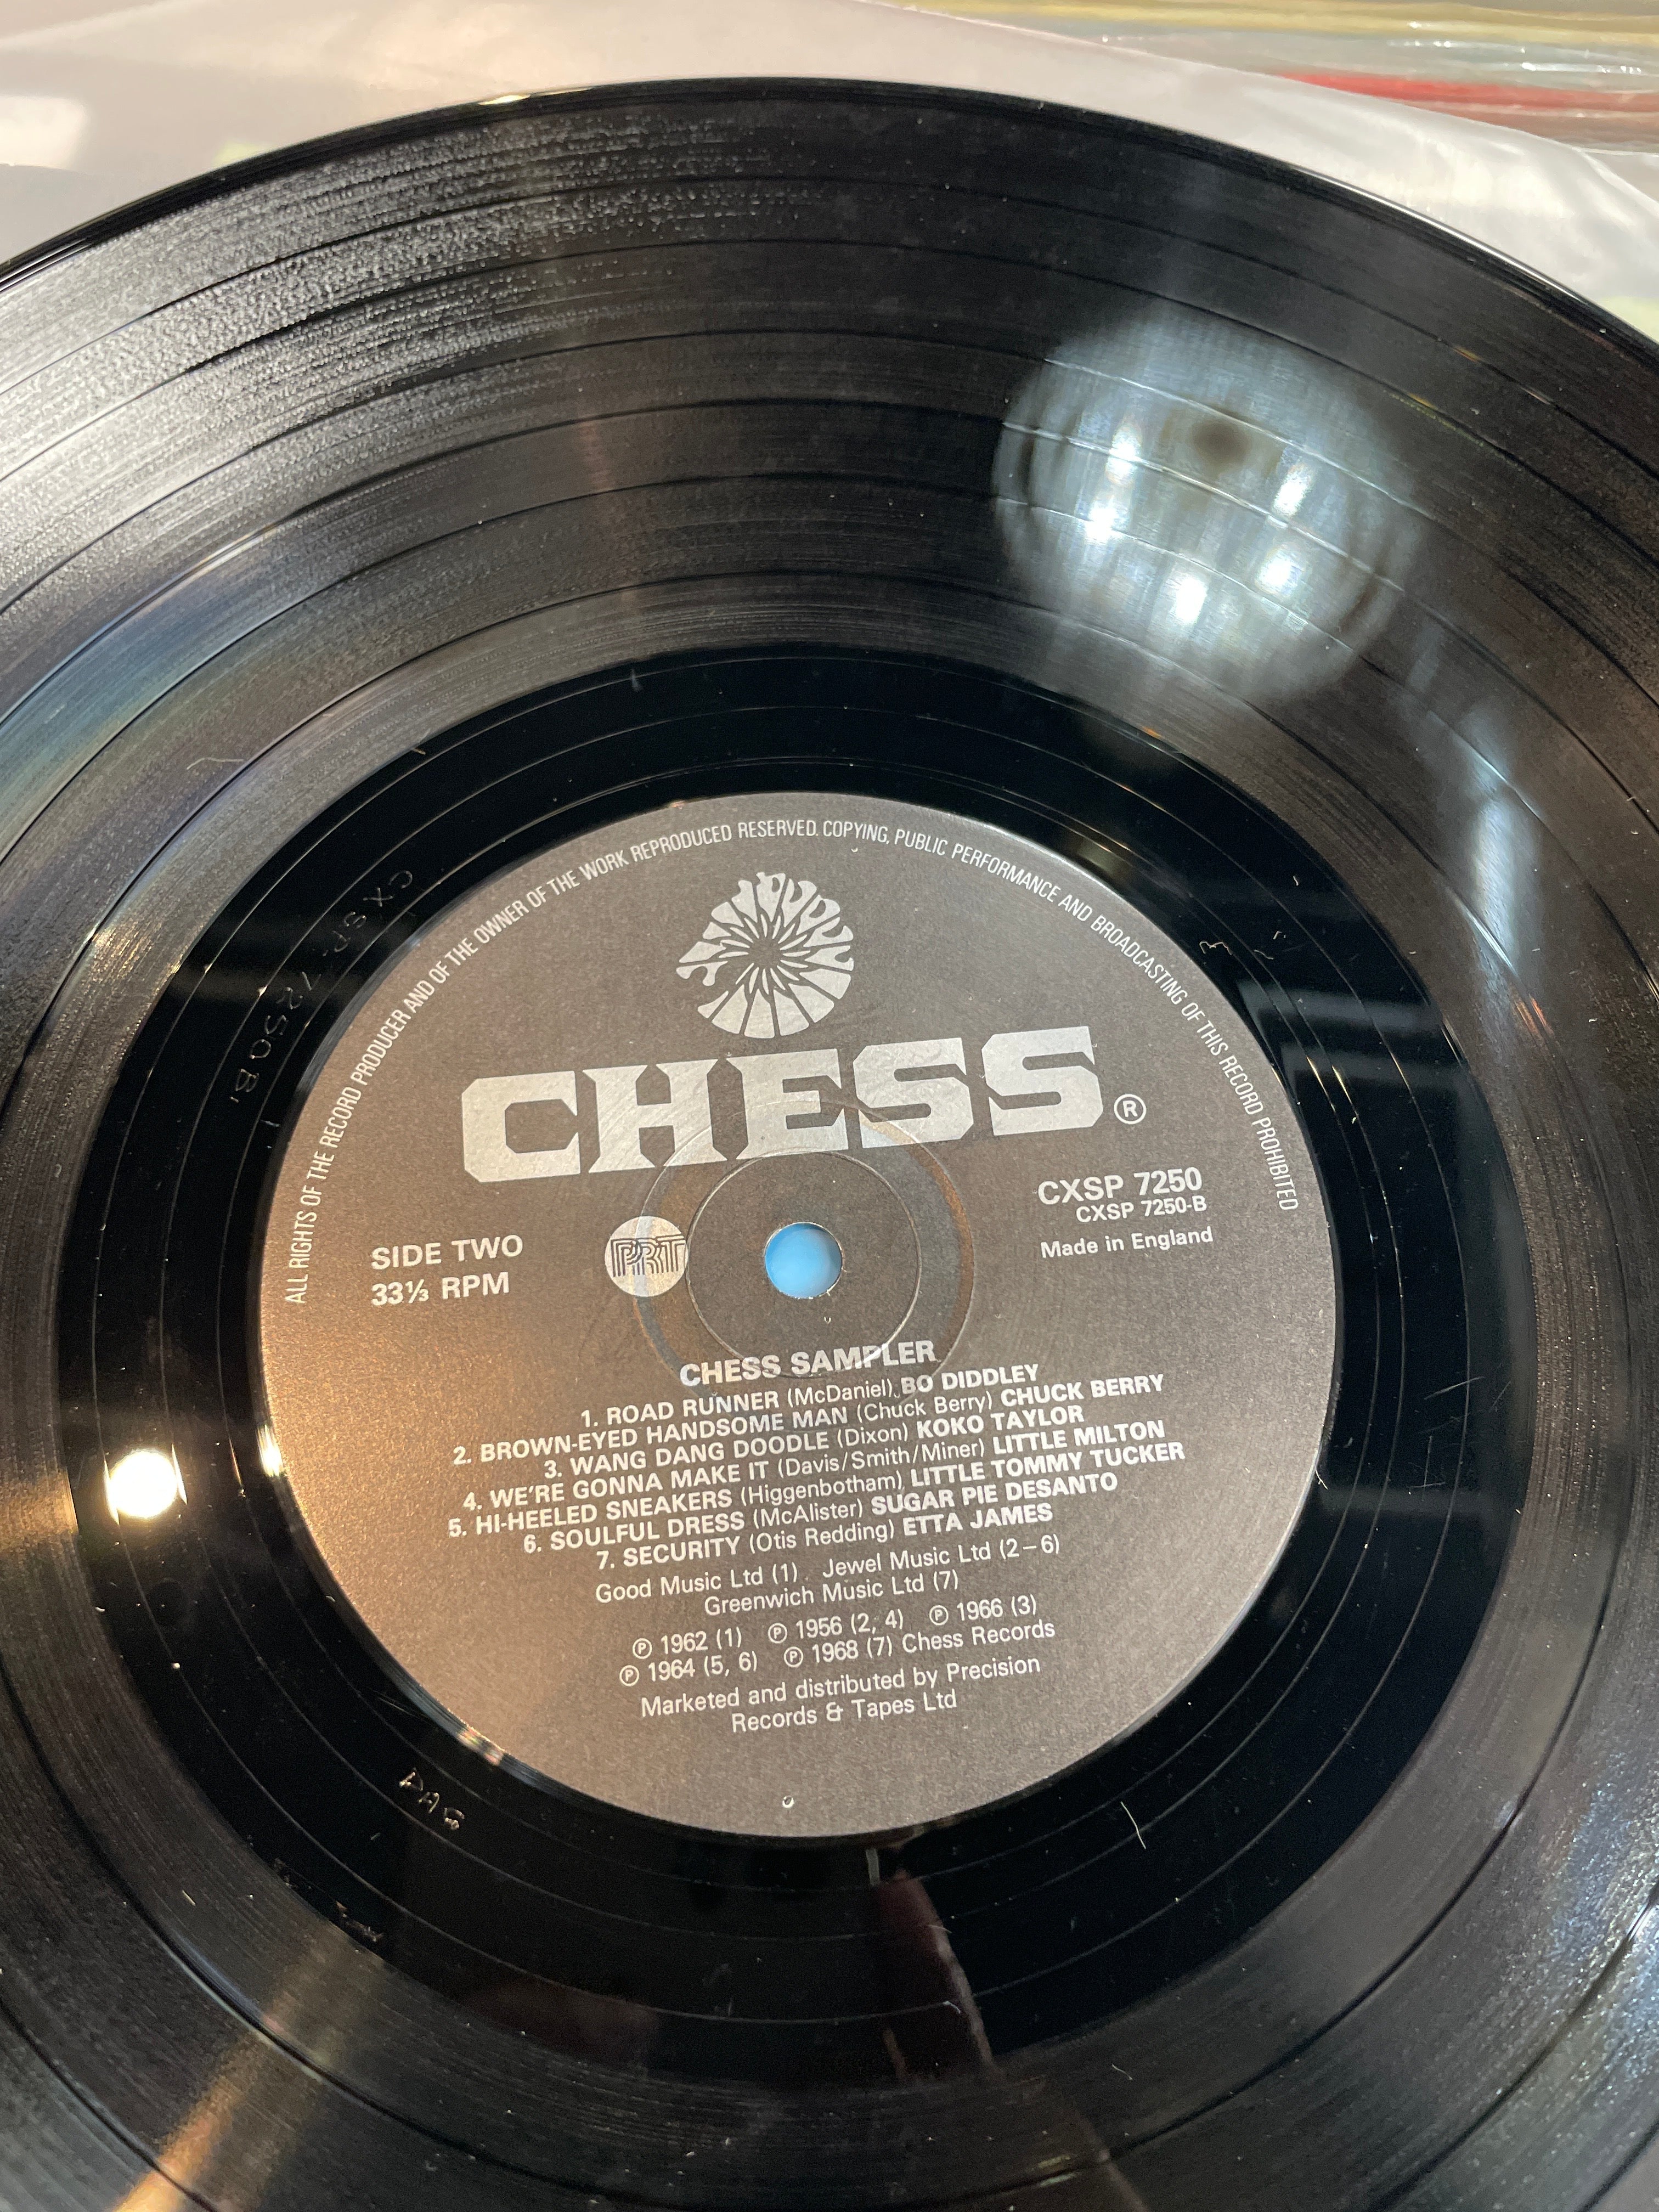 ALL RIGHTS OF THE RECORD PRODUCER AND OF THE OWNER OF THE WORK REPRODUCED RESERVED. COPYING, PUBLIC PERFORMANCE AND BROADCASTING OF THIS RECORD PROHIBITED
CHESS®
CXSP 7250
CXSP 7250-B
Made in England
SIDE TWO
33⅓ RPM
PRT
CHESS SAMPLER
1. ROAD RUNNER (McDaniel) BO DIDDLEY
2. BROWN-EYED HANDSOME MAN (Chuck Berry) CHUCK BERRY
3. WANG DANG DOODLE (Dixon) KOKO TAYLOR
4. WE'RE GONNA MAKE IT (Davis/Smith/Miner) LITTLE MILTON
5. HI-HEELED SNEAKERS (Higgenbotham) LITTLE TOMMY TUCKER
6. SOULFUL DRESS (McAlister) SUGAR PIE DESANTO
7. SECURITY (Otis Redding) ETTA JAMES
Good Music Ltd (1) Jewel Music Ltd (2–6)
Greenwich Music Ltd (7)
℗ 1962 (1) ℗ 1956 (2, 4) ℗ 1966 (3)
℗ 1964 (5, 6) ℗ 1968 (7) Chess Records
Marketed and distributed by Precision
Records & Tapes Ltd
CXSP 7250B